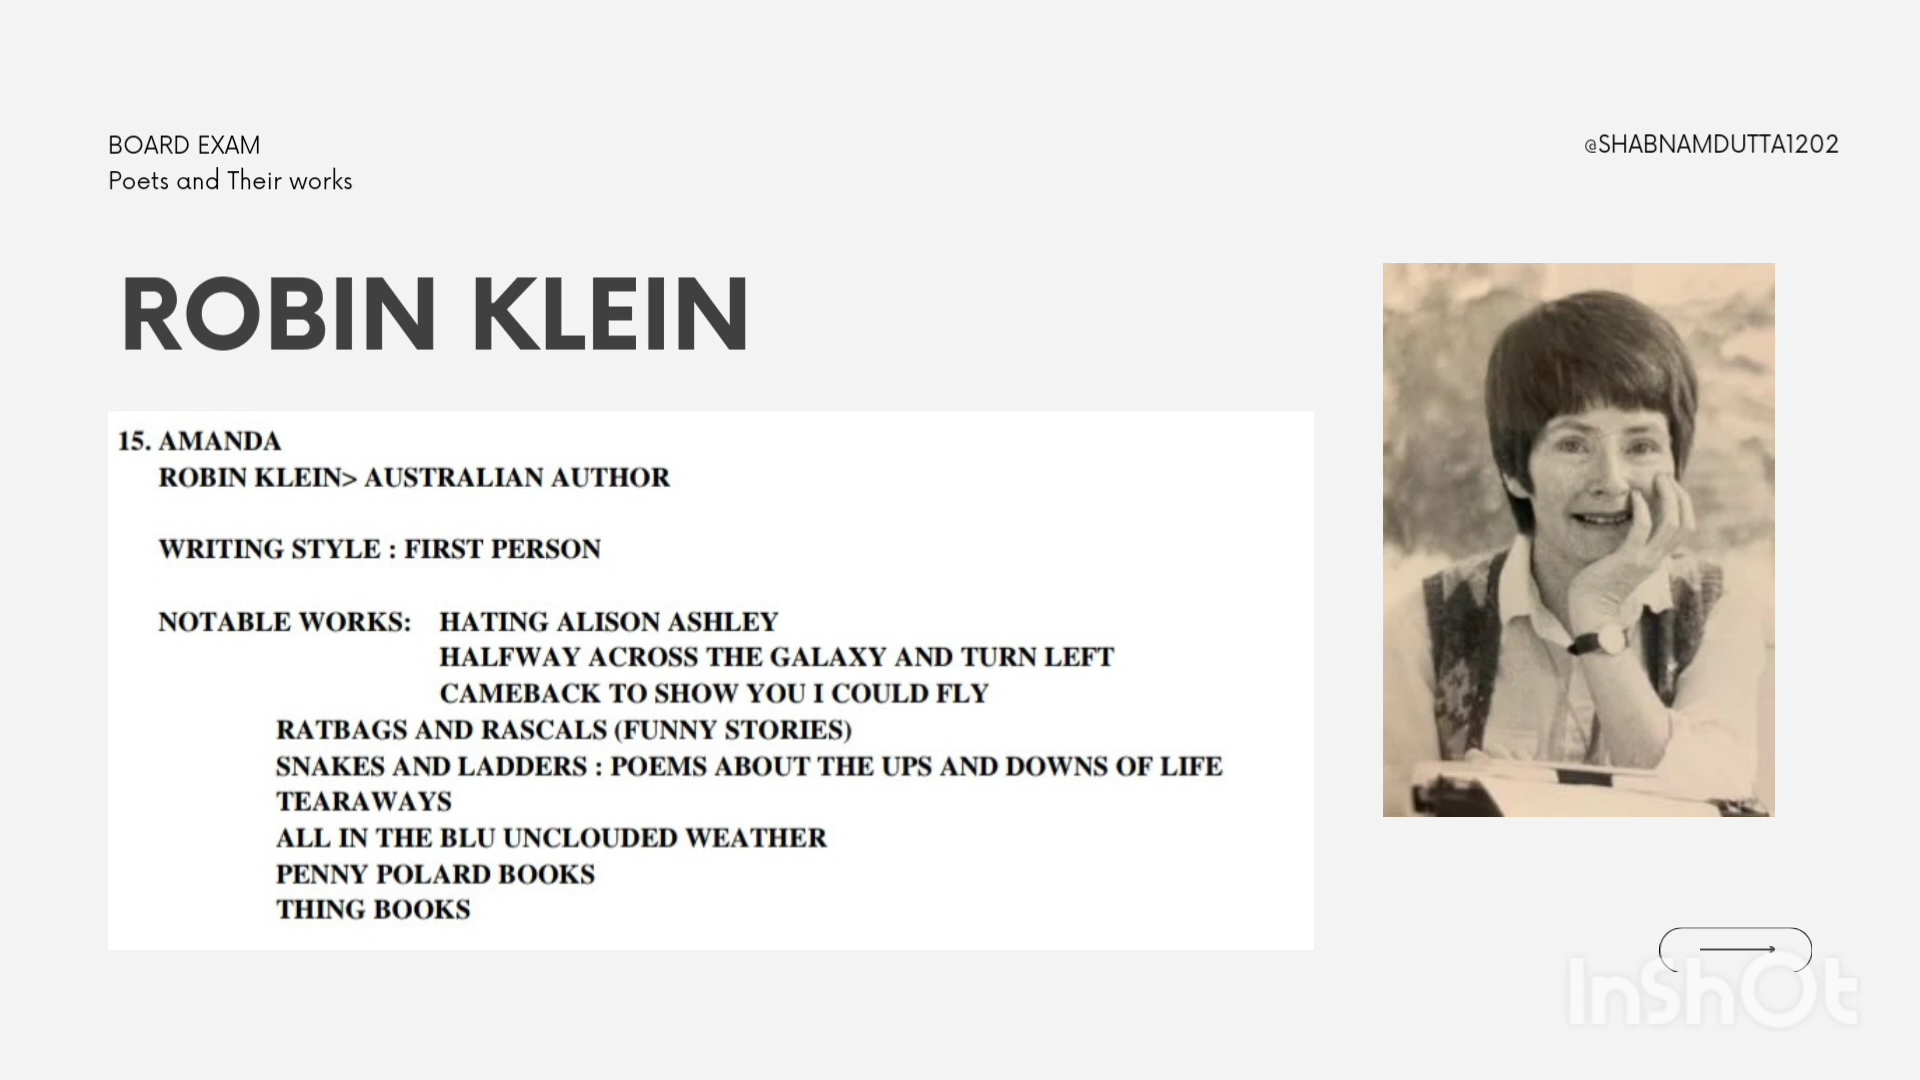 BOARD EXAM
Poets and Their works
@SHABNAMDUTTA1202
ROBIN KLEIN
15. AMANDA
ROBIN KLEIN> AUSTRALIAN AUTHOR
WRITING STYLE : FIRST PERSON
NOTABLE WORKS: HATING ALISON ASHLEY
HALFWAY ACROSS THE GALAXY AND TURN LEFT
CAMEBACK TO SHOW YOU I COULD FLY
RATBAGS AND RASCALS (FUNNY STORIES)
SNAKES AND LADDERS : POEMS ABOUT THE UPS AND DOWNS OF LIFE
TEARAWAYS
ALL IN THE BLU UNCLOUDED WEATHER
PENNY POLARD BOOKS
THING BOOKS
InShOt